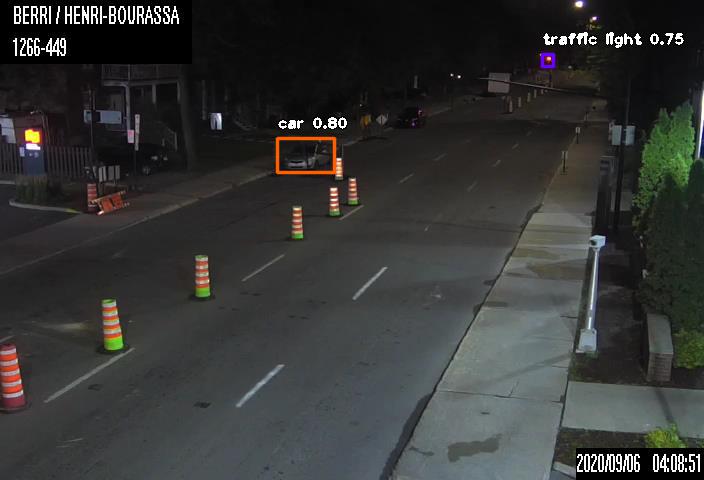 BERRI / HENRI-BOURASSA
1266-449
traffic light 0.75
car 0.80
2020/09/06 04:08:51